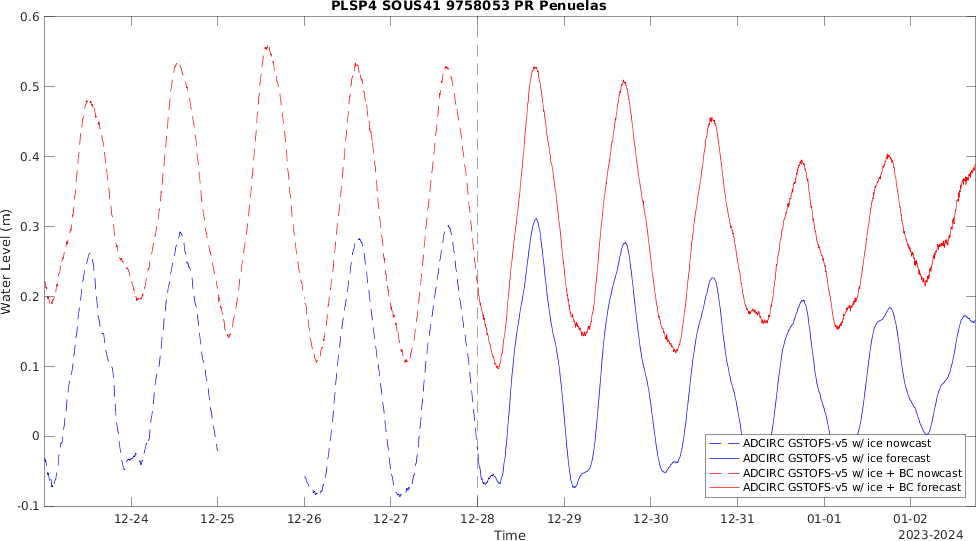 PLSP4 SOUS41 9758053 PR Penuelas
0.6
0.5
0.4
0.3
0.2
0.1
0
-0.1
Water Level (m)
ADCIRC GSTOFS-v5 w/ ice nowcast
ADCIRC GSTOFS-v5 w/ ice forecast
ADCIRC GSTOFS-v5 w/ ice + BC nowcast
ADCIRC GSTOFS-v5 w/ ice + BC forecast
12-24 12-25 12-26 12-27 12-28 12-29 12-30 12-31 01-01 01-02
Time
2023-2024